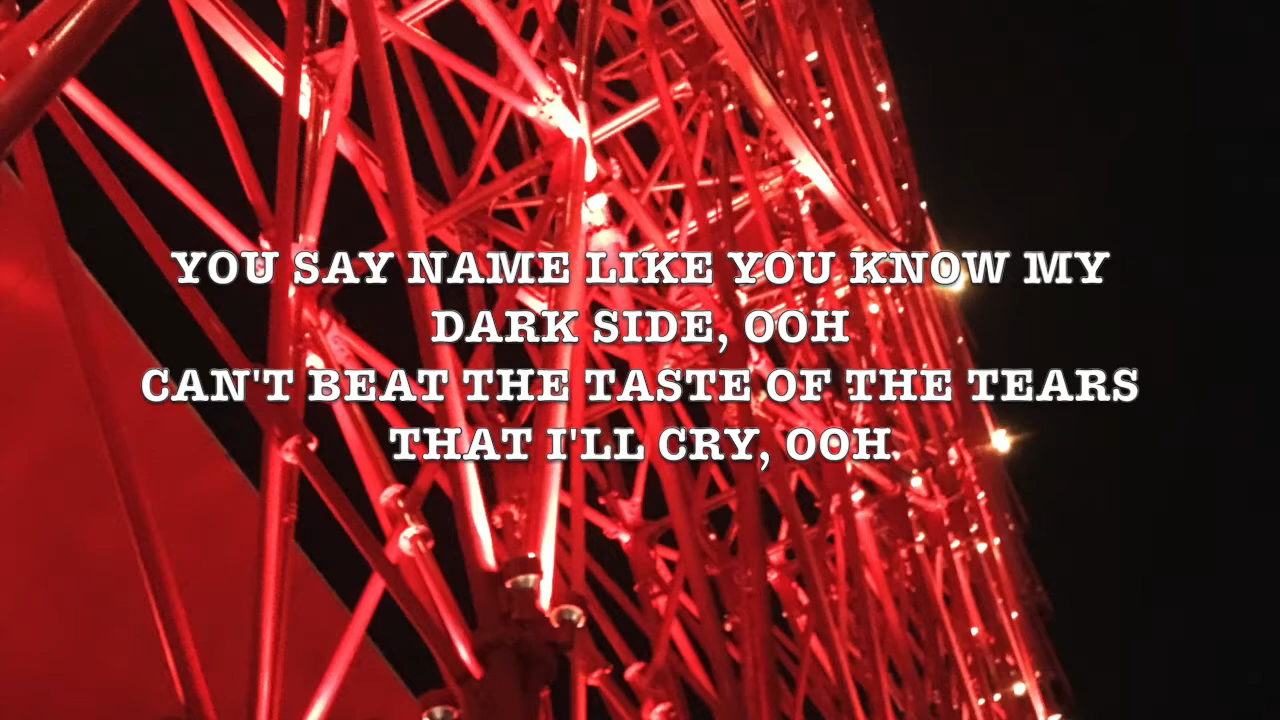 YOU SAY NAME LIKE YOU KNOW MY
DARK SIDE, OOH
CAN'T BEAT THE TASTE OF THE TEARS
THAT I'LL CRY, OOH